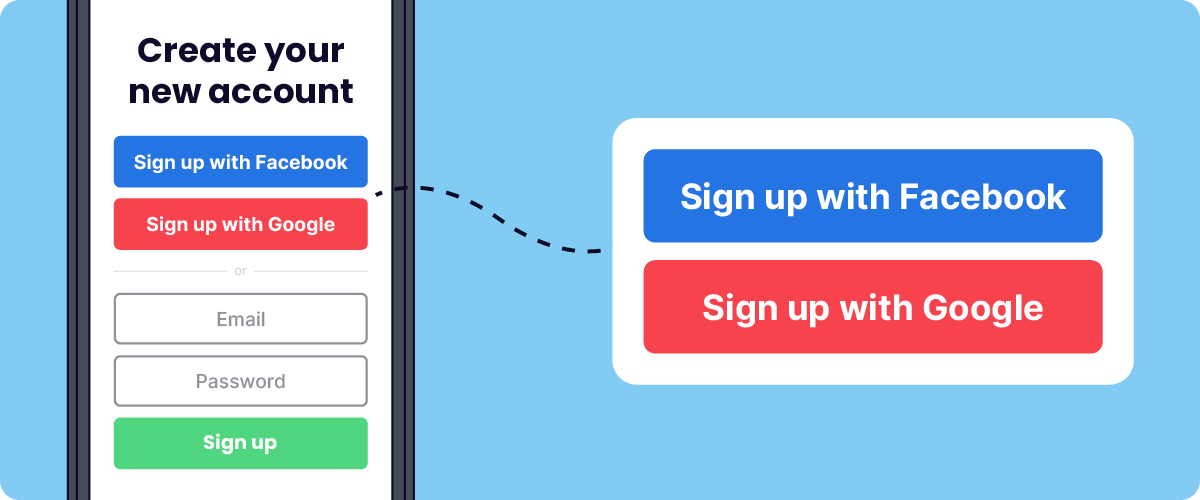 Create your
new account
Sign up with Facebook
Sign up with Google
or
Email
Password
Sign up
Sign up with Facebook
Sign up with Google